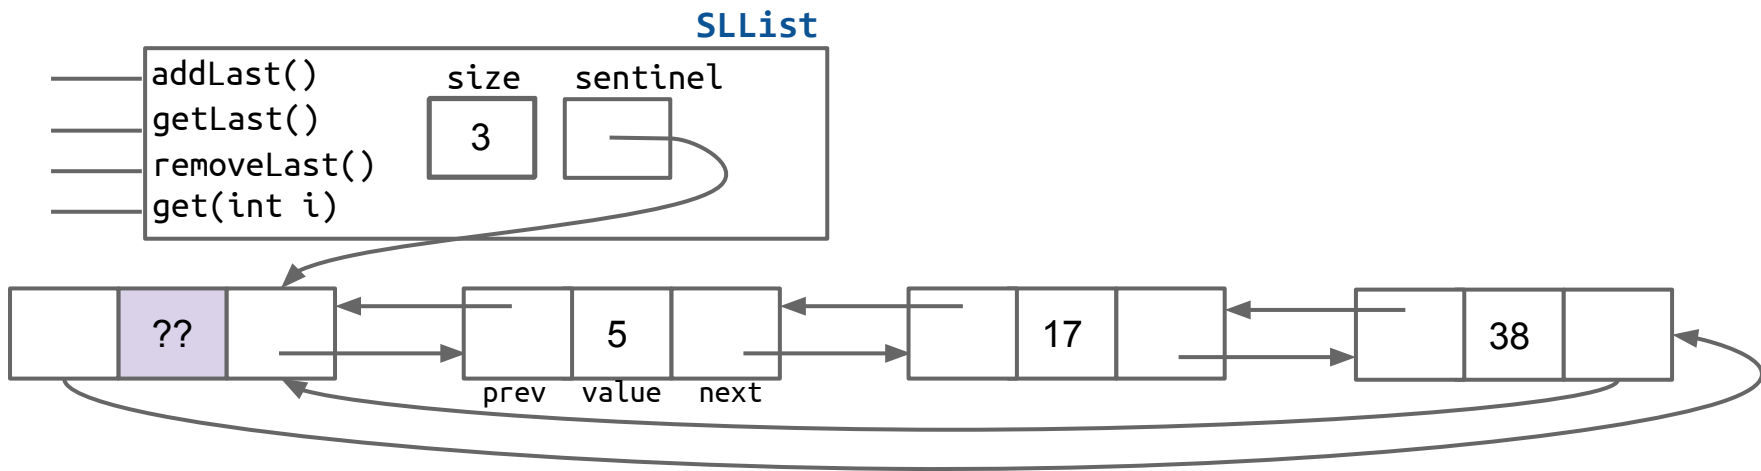 SLList
addLast()
getLast()
removeLast()
get(int i)
size
sentinel
3
??
5
17
38
prev value next